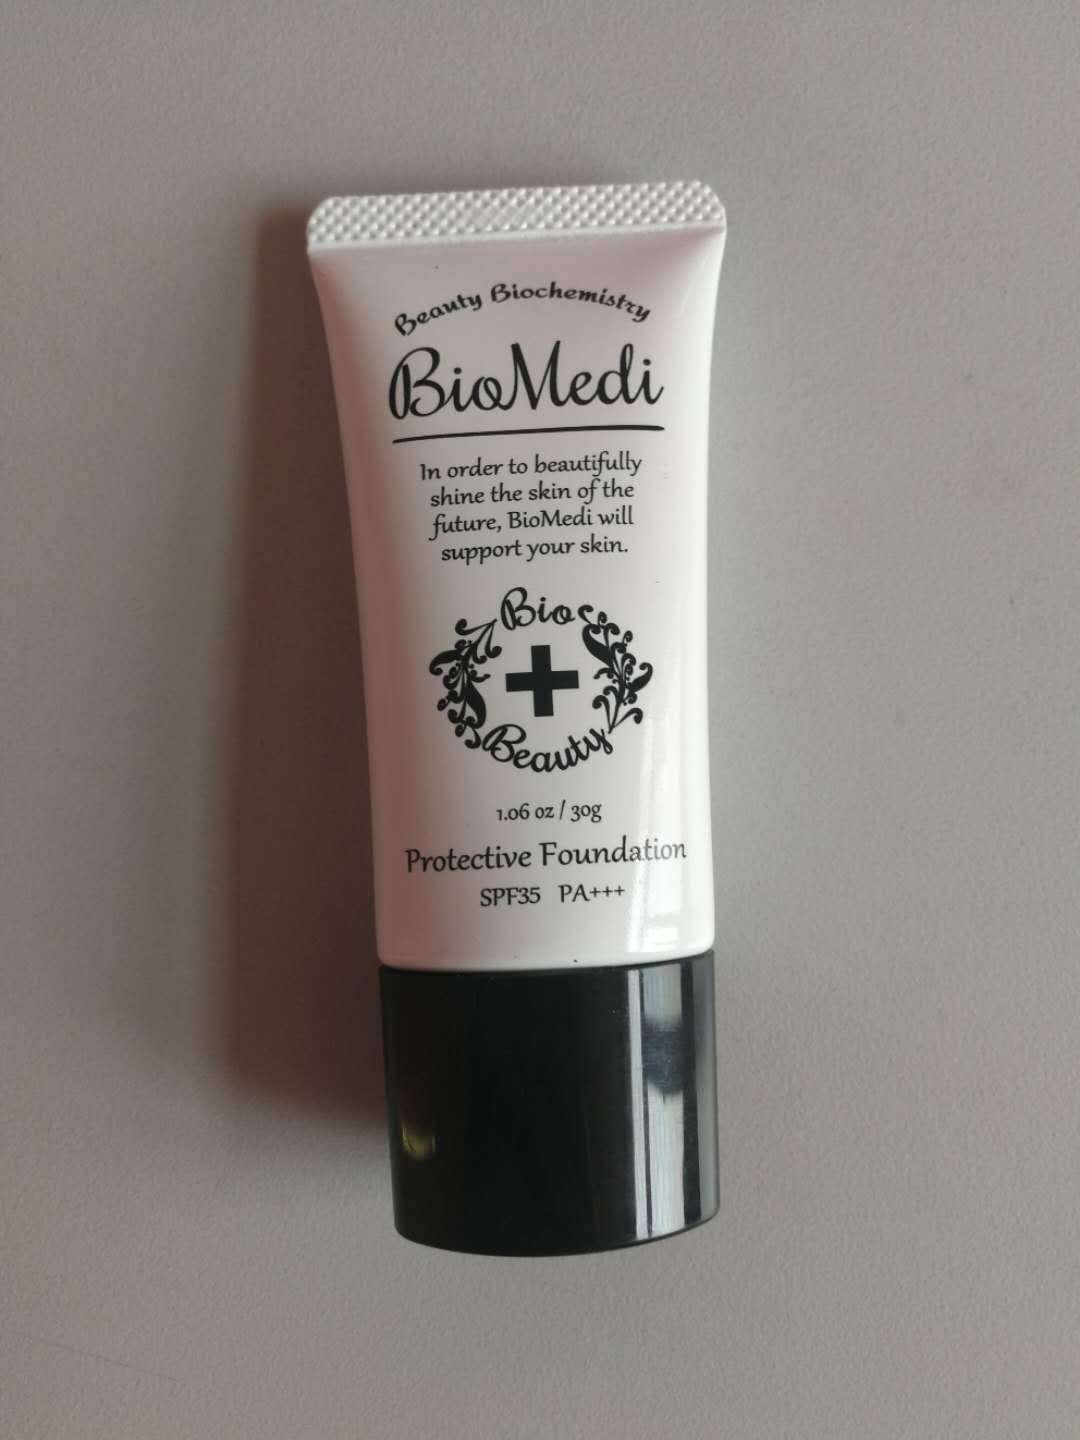 Beauty Biochemistry
BioMedi
In order to beautifully
shine the skin of the
future, BioMedi will
support your skin.
Bio
Beauty
1.06 oz / 30g
Protective Foundation
SPF35 PA+++